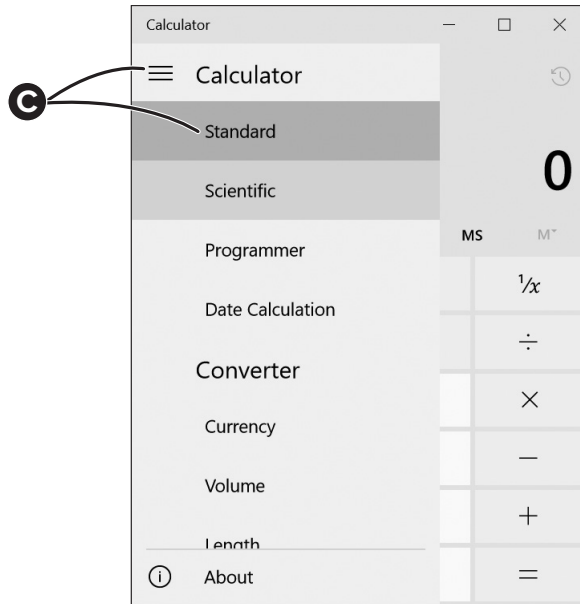 Calculator
C
Calculator
Standard
Scientific
Programmer
Date Calculation
Converter
Currency
Volume
Length
About
0
MS M˅
¹/x
÷
×
−
+
=